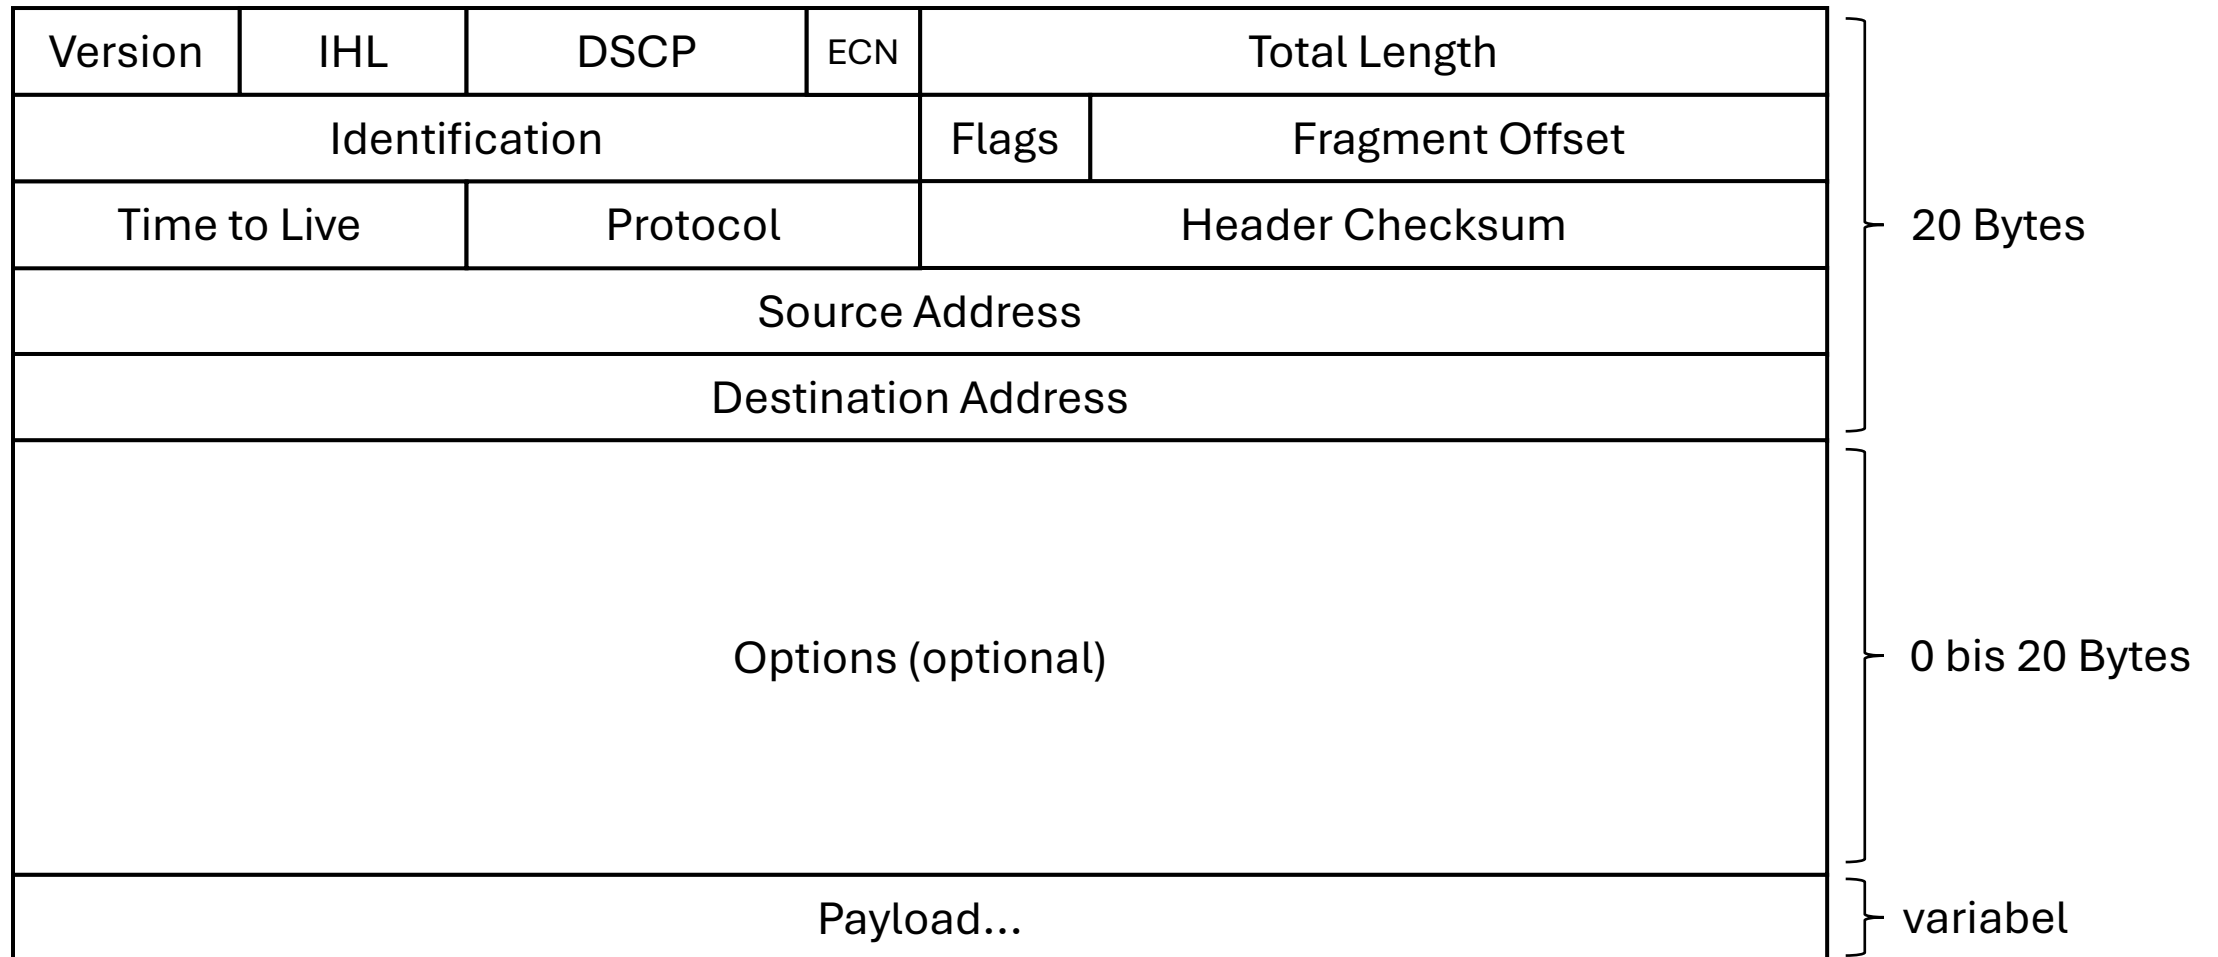 Version IHL DSCP ECN Total Length
Identification Flags Fragment Offset
Time to Live Protocol Header Checksum
20 Bytes
Source Address
Destination Address
Options (optional)
0 bis 20 Bytes
Payload...
variabel